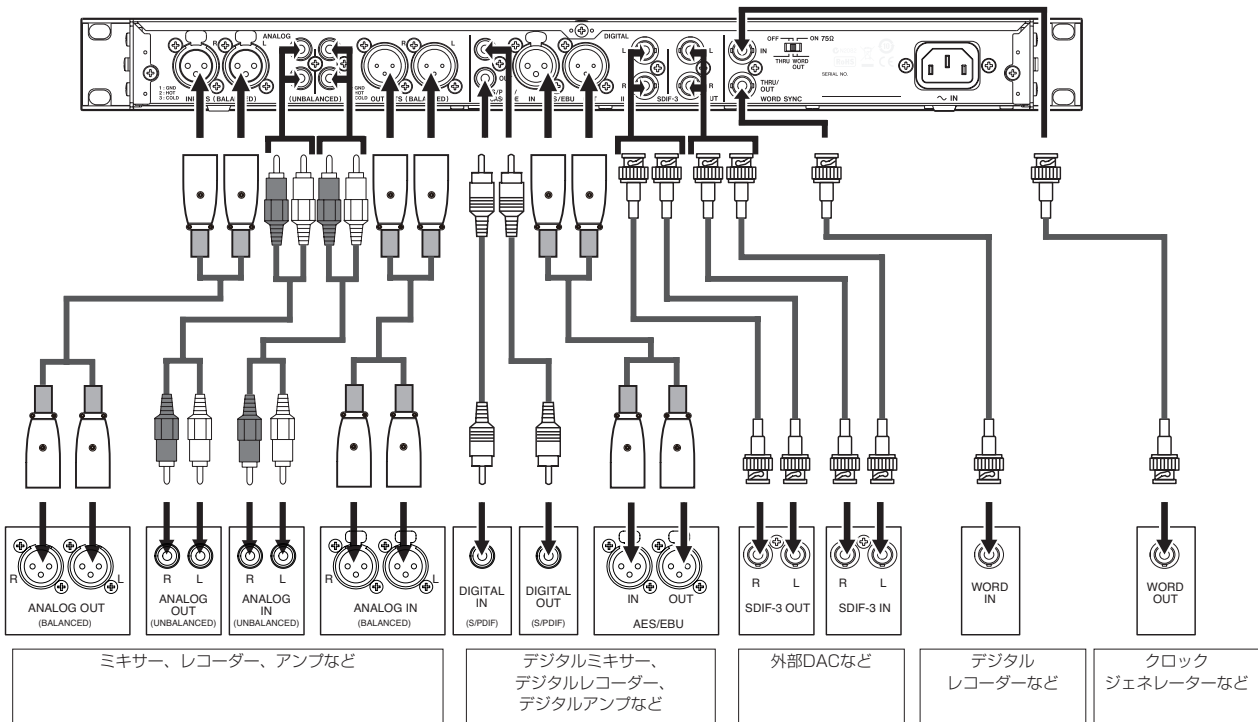 ANALOG
DIGITAL
OFF
ON 75Ω
R
L
R
L
L
L
IN
THRU
WORD
OUT
SERIAL NO.
1 : GND
2 : HOT
3 : COLD
(BALANCED)
(UNBALANCED)
(BALANCED)
IN
R
R
SDIF-3
THRU/
OUT
WORD SYNC
IN
R
L
ANALOG OUT
(BALANCED)
R
L
ANALOG
OUT
(UNBALANCED)
R
L
ANALOG
IN
(UNBALANCED)
R
L
ANALOG IN
(BALANCED)
DIGITAL
IN
(S/PDIF)
DIGITAL
OUT
(S/PDIF)
IN
OUT
AES/EBU
R
L
SDIF-3 OUT
R
L
SDIF-3 IN
WORD
IN
WORD
OUT
ミキサー、レコーダー、アンプなど
デジタルミキサー、
デジタルレコーダー、
デジタルアンプなど
外部DACなど
デジタル
レコーダーなど
クロック
ジェネレーターなど